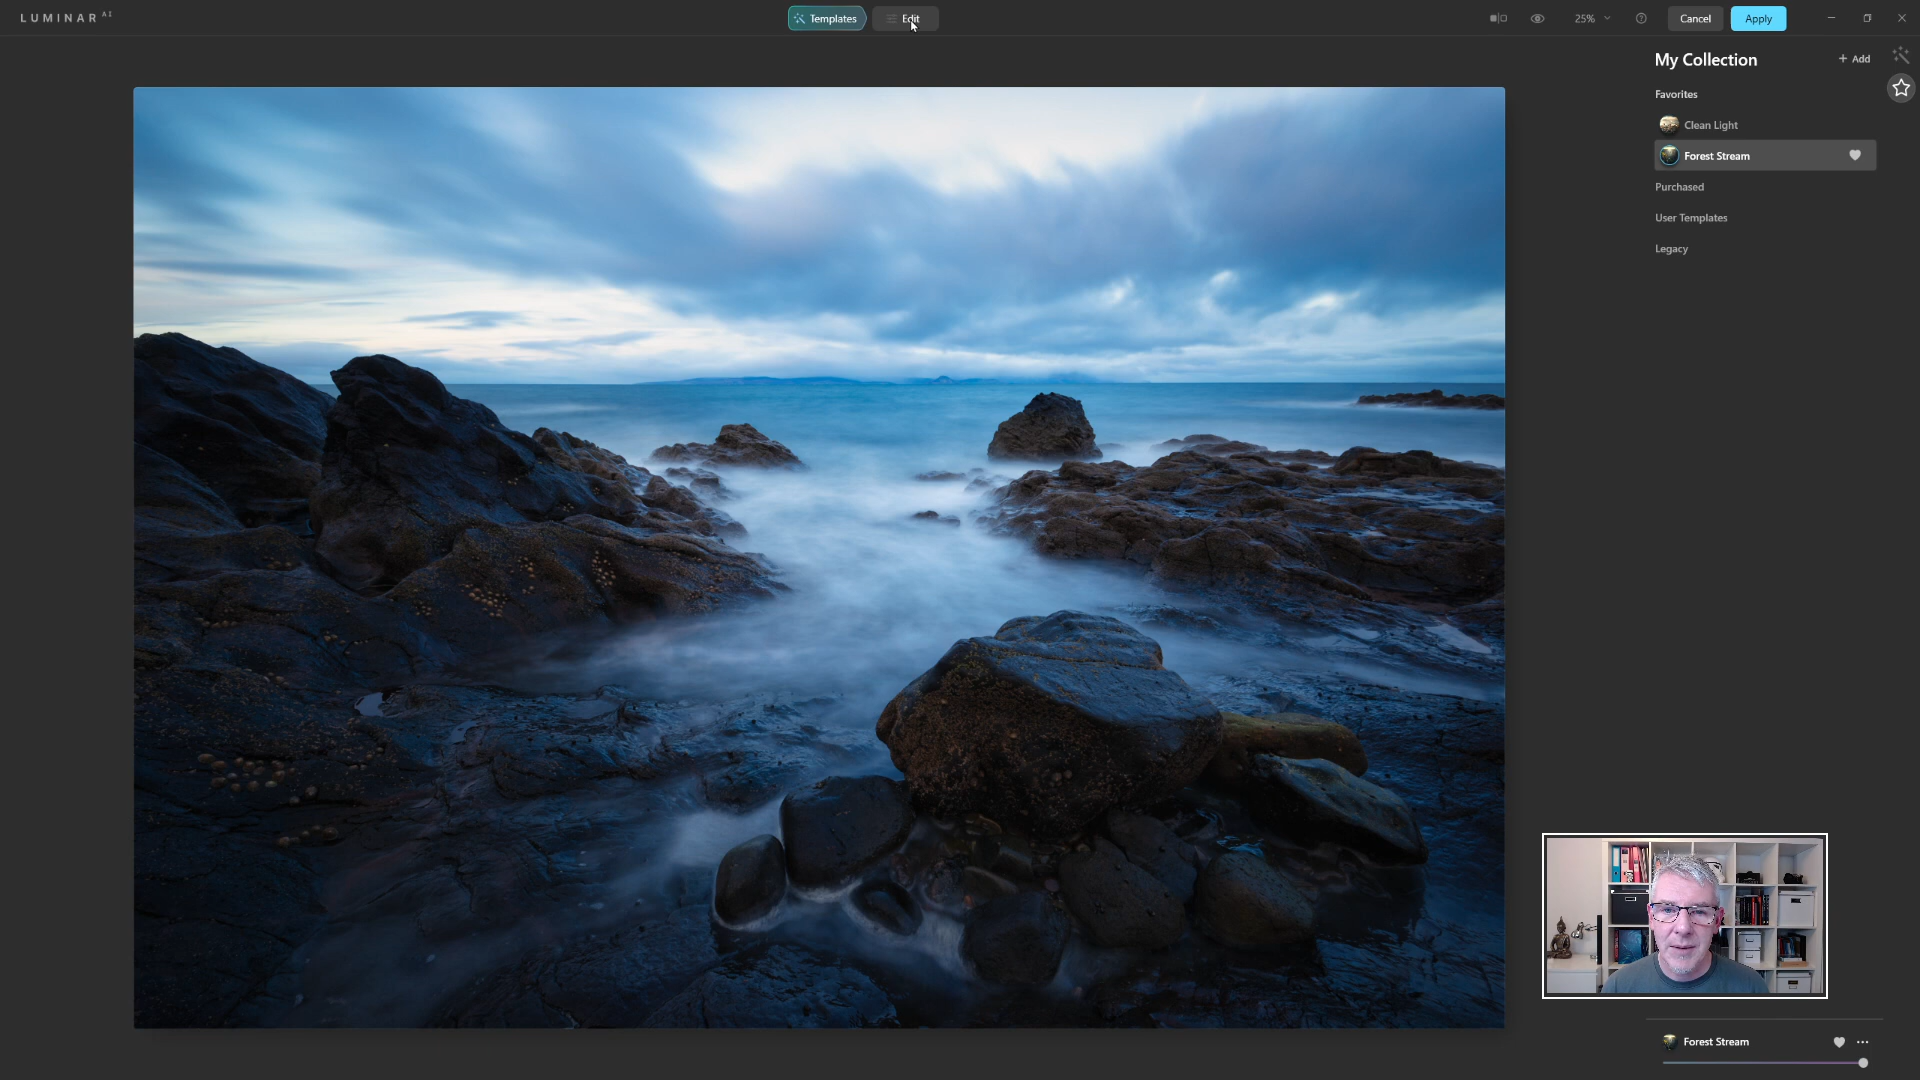 LUMINAR AI
Templates
Edit
25%
Cancel
Apply
My Collection
+ Add
Favorites
Clean Light
Forest Stream
Purchased
User Templates
Legacy
Forest Stream